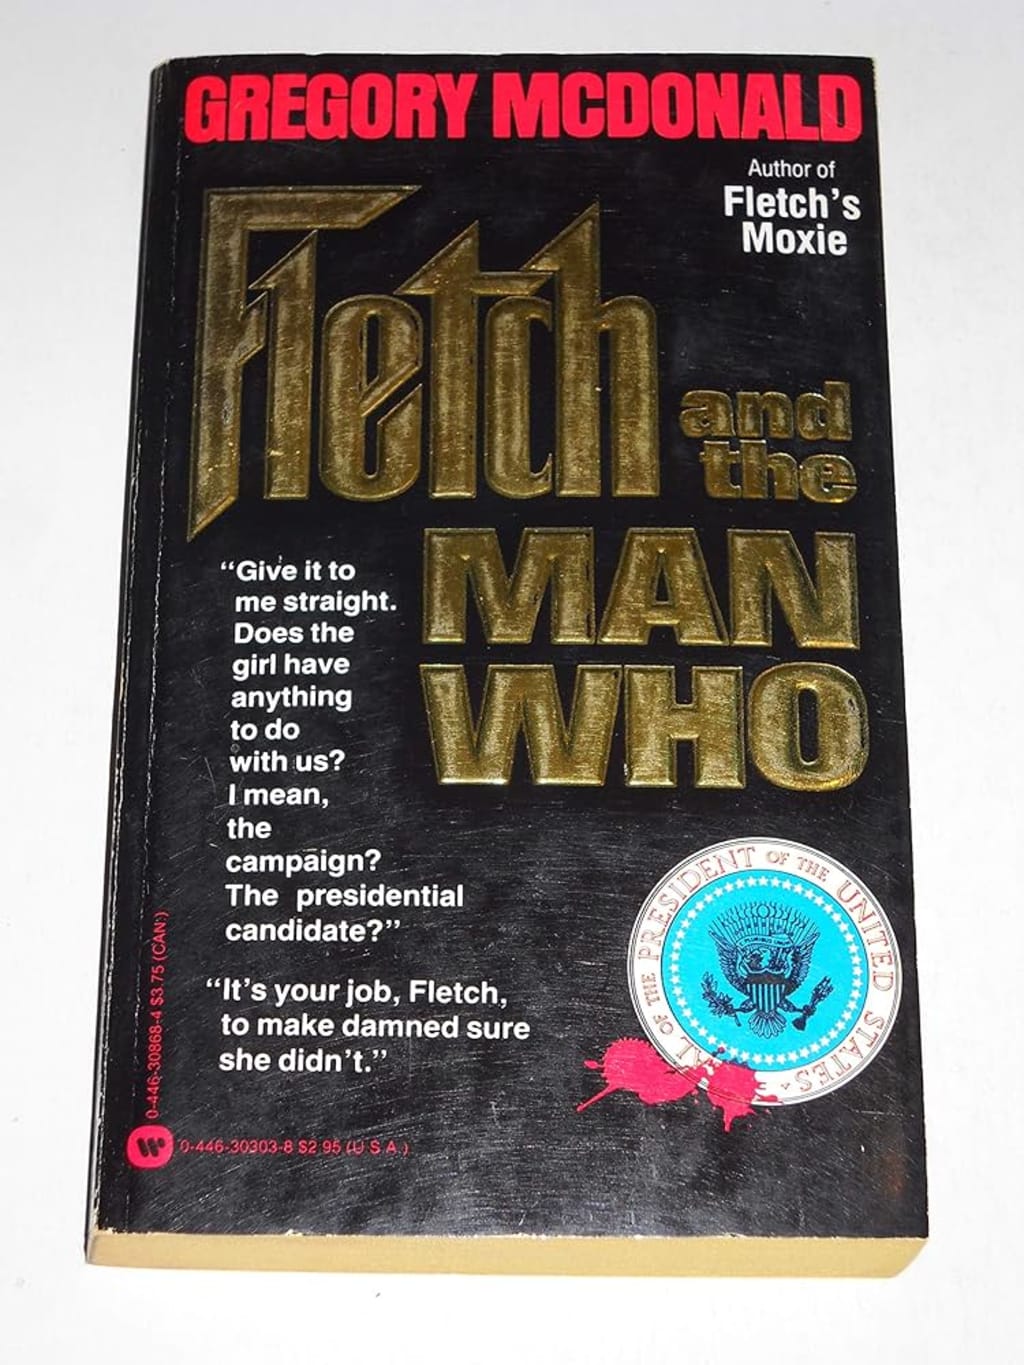 GREGORY MCDONALD
Author of
Fletch's
Moxie
Fletch
and
the
MAN
WHO
“Give it to
me straight.
Does the
girl have
anything
to do
with us?
I mean,
the
campaign?
The presidential
candidate?”
“It's your job, Fletch,
to make damned sure
she didn't.”
SEAL OF THE PRESIDENT OF THE UNITED STATES
E PLURIBUS UNUM
0-446-30868-4 $3.75 (CAN.)
0-446-30303-8 $2.95 (U.S.A.)